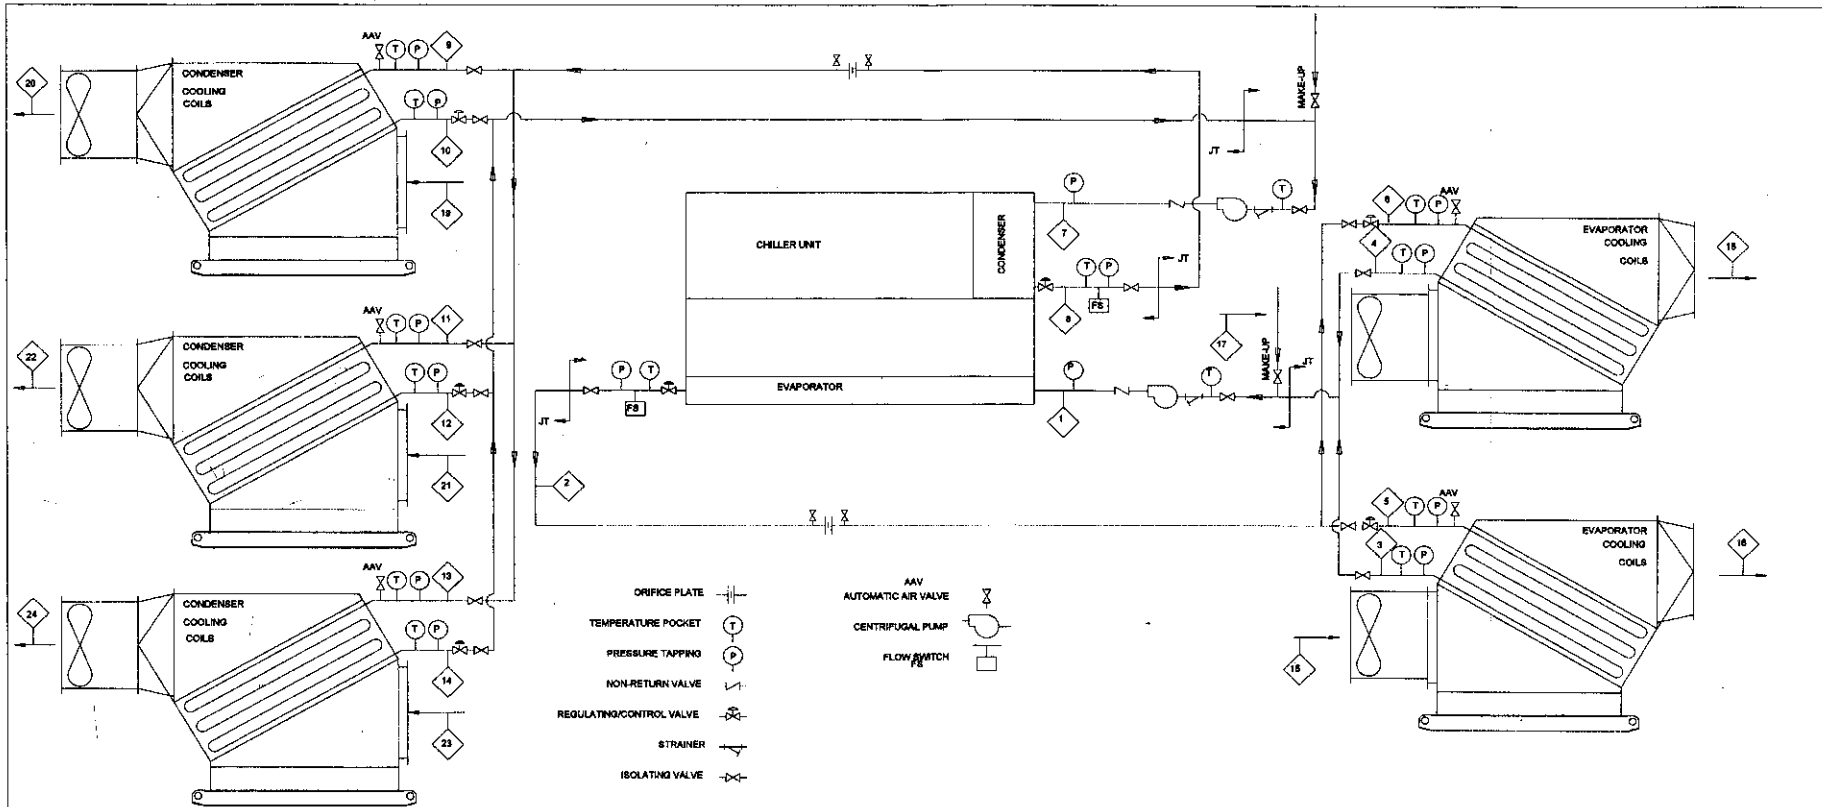 AAV
T
P
9
20
CONDENSER
COOLING
COILS
T
P
10
19
MAKE-UP
JT
P
T
7
CHILLER UNIT
CONDENSER
T
P
JT
FS
8
6
T
P
AAV
4
T
P
EVAPORATOR
COOLING
COILS
18
AAV
T
P
11
22
CONDENSER
COOLING
COILS
T
P
12
21
P
T
FS
JT
EVAPORATOR
P
1
17
MAKE-UP
T
JT
2
5
T
P
AAV
3
T
P
EVAPORATOR
COOLING
COILS
16
15
AAV
T
P
13
24
CONDENSER
COOLING
COILS
T
P
14
23
ORIFICE PLATE
TEMPERATURE POCKET
T
PRESSURE TAPPING
P
NON-RETURN VALVE
REGULATING/CONTROL VALVE
STRAINER
ISOLATING VALVE
AAV
AUTOMATIC AIR VALVE
CENTRIFUGAL PUMP
FLOW SWITCH
FS